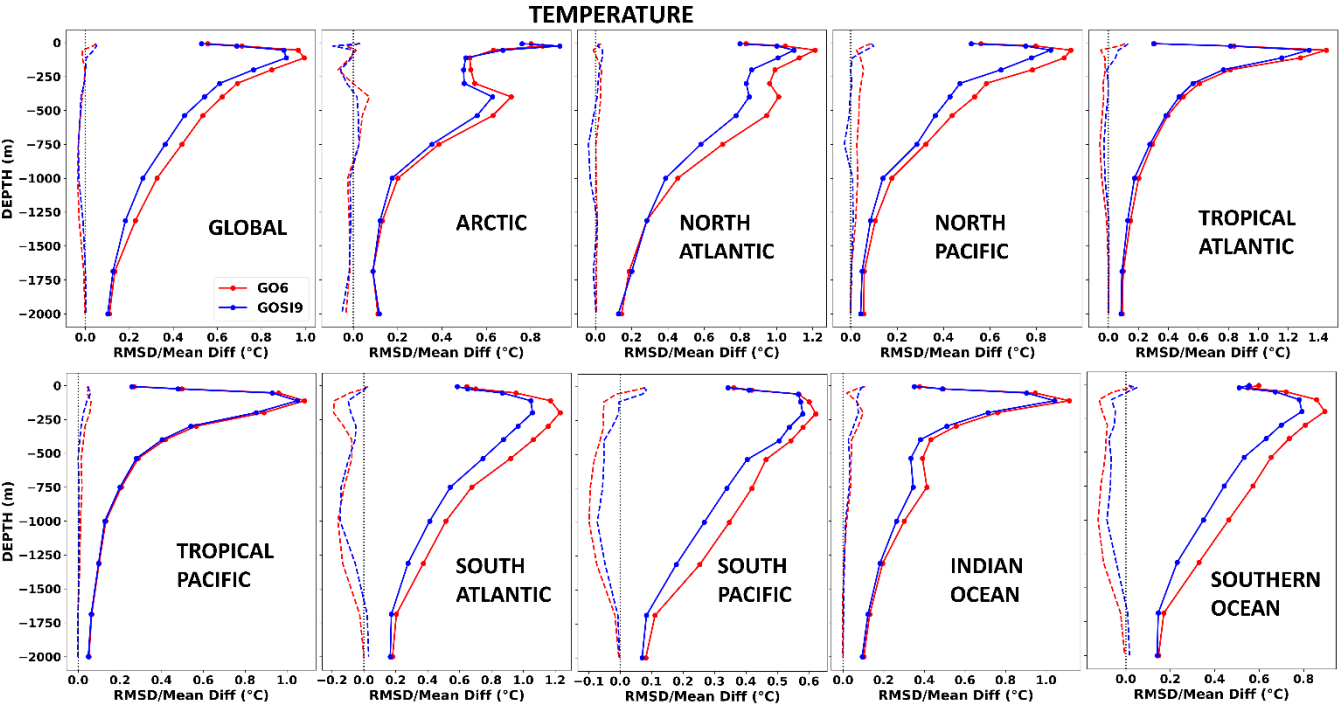 TEMPERATURE
0
-250
-500
-750
-1000
-1250
-1500
-1750
-2000
DEPTH (m)
GLOBAL
GO6
GOSI9
0.0 0.2 0.4 0.6 0.8 1.0
RMSD/Mean Diff (°C)
ARCTIC
0.0 0.2 0.4 0.6 0.8
RMSD/Mean Diff (°C)
NORTH
ATLANTIC
0.0 0.2 0.4 0.6 0.8 1.0 1.2
RMSD/Mean Diff (°C)
NORTH
PACIFIC
0.0 0.2 0.4 0.6 0.8
RMSD/Mean Diff (°C)
TROPICAL
ATLANTIC
0.0 0.2 0.4 0.6 0.8 1.0 1.2 1.4
RMSD/Mean Diff (°C)
0
-250
-500
-750
-1000
-1250
-1500
-1750
-2000
DEPTH (m)
TROPICAL
PACIFIC
0.0 0.2 0.4 0.6 0.8 1.0
RMSD/Mean Diff (°C)
SOUTH
ATLANTIC
-0.2 0.0 0.2 0.4 0.6 0.8 1.0 1.2
RMSD/Mean Diff (°C)
SOUTH
PACIFIC
-0.1 0.0 0.1 0.2 0.3 0.4 0.5 0.6
RMSD/Mean Diff (°C)
INDIAN
OCEAN
0.0 0.2 0.4 0.6 0.8 1.0
RMSD/Mean Diff (°C)
SOUTHERN
OCEAN
0.0 0.2 0.4 0.6 0.8
RMSD/Mean Diff (°C)